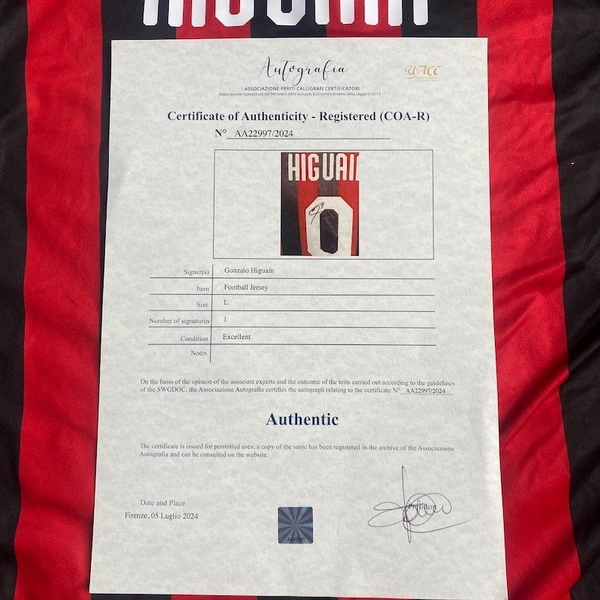 HIGUAIN
Autografia
UACC
ASSOCIAZIONE PERITI CALLIGRAFI CERTIFICATORI
Certificate of Authenticity - Registered (COA-R)
N° AA22997/2024
HIGUAIN
0
Signer(s) Gonzalo Higuain
Item Football Jersey
Size L
Number of signatures 1
Condition Excellent
Notes
On the basis of the opinion of the associate experts and the outcome of the tests carried out according to the guidelines
of the SWGDOC, the Associazione Autografia certifies the autograph relating to the certificate N° AA22997/2024
Authentic
The certificate is issued for permitted uses; a copy of the same has been registered in the archive of the Associazione
Autografia and can be consulted on the website.
Date and Place
Firenze, 05 Luglio 2024
President